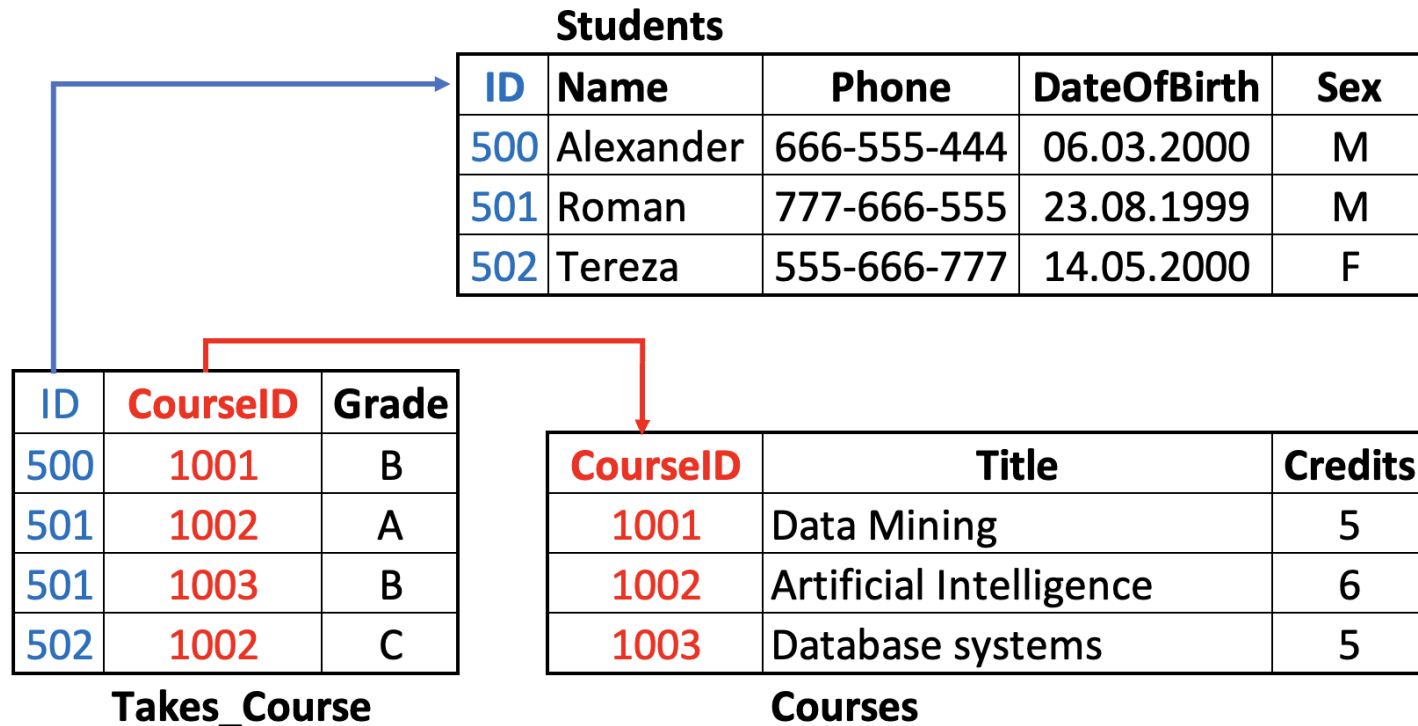 Students
ID Name Phone DateOfBirth Sex
500 Alexander 666-555-444 06.03.2000 M
501 Roman 777-666-555 23.08.1999 M
502 Tereza 555-666-777 14.05.2000 F
ID CourseID Grade
500 1001 B
501 1002 A
501 1003 B
502 1002 C
Takes_Course
CourseID Title Credits
1001 Data Mining 5
1002 Artificial Intelligence 6
1003 Database systems 5
Courses